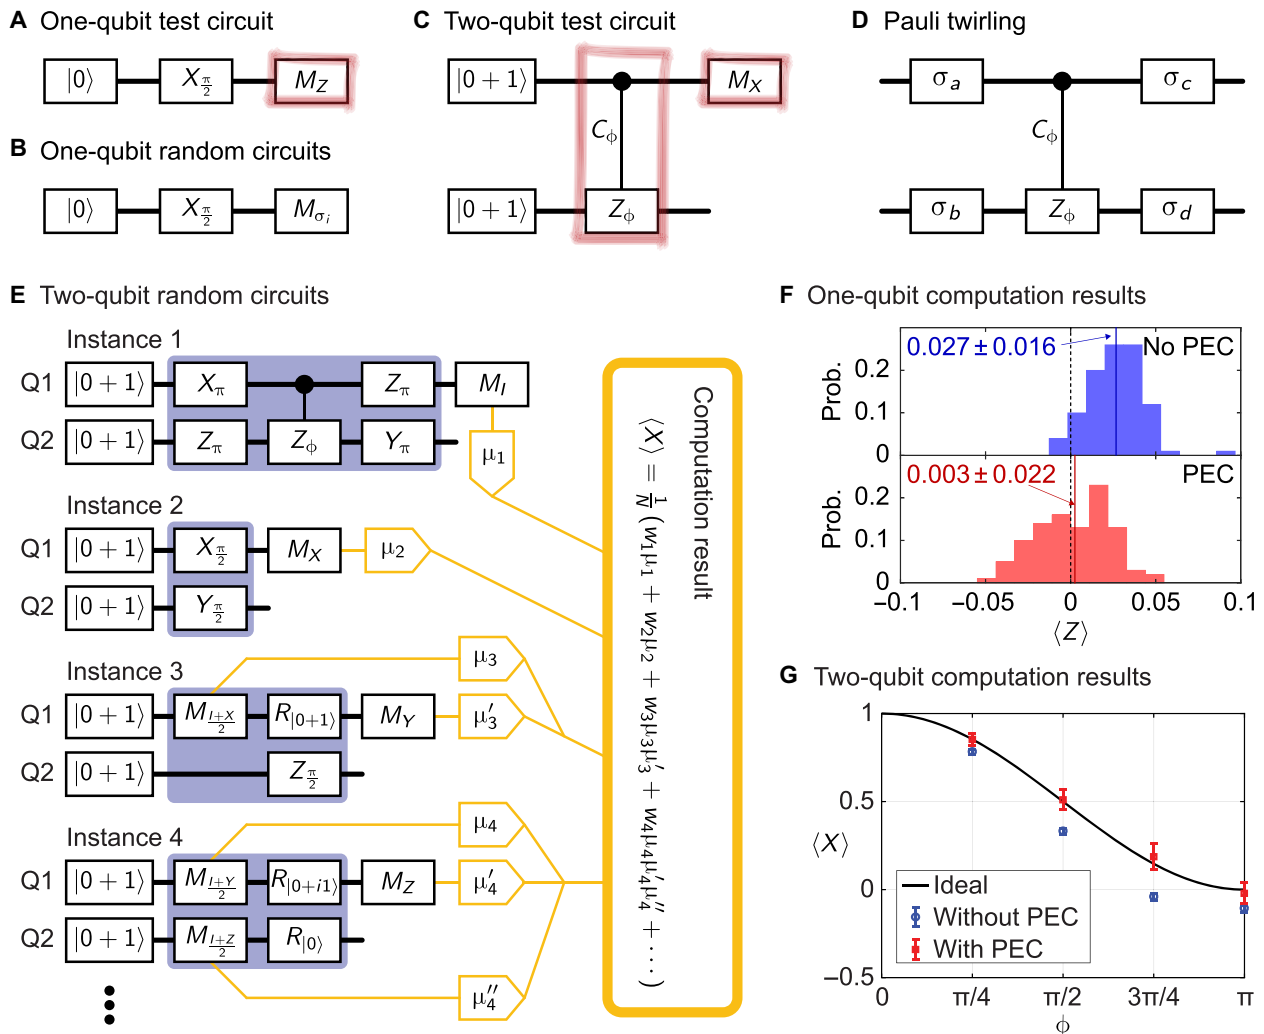 A One-qubit test circuit
|0⟩ X π/2 M_Z
B One-qubit random circuits
|0⟩ X π/2 M_σi
C Two-qubit test circuit
|0 + 1⟩ M_X
C_ϕ
|0 + 1⟩ Z_ϕ
D Pauli twirling
σ_a σ_c
C_ϕ
σ_b Z_ϕ σ_d
E Two-qubit random circuits
Instance 1
Q1 |0 + 1⟩ X_π Z_π M_I
Q2 |0 + 1⟩ Z_π Z_ϕ Y_π μ_1
Instance 2
Q1 |0 + 1⟩ X π/2 M_X μ_2
Q2 |0 + 1⟩ Y π/2
Instance 3
μ_3
Q1 |0 + 1⟩ M I+X/2 R_|0+1⟩ M_Y μ′_3
Q2 |0 + 1⟩ Z π/2
Instance 4
μ_4
Q1 |0 + 1⟩ M I+Y/2 R_|0+i1⟩ M_Z μ′_4
Q2 |0 + 1⟩ M I+Z/2 R_|0⟩
μ″_4
Computation result
⟨X⟩ = 1/N (w_1μ_1 + w_2μ_2 + w_3μ_3μ′_3 + w_4μ_4μ′_4μ″_4 + · · · )
F One-qubit computation results
0.027 ± 0.016 No PEC
0.2
0.1
0
Prob.
0.003 ± 0.022 PEC
0.2
0.1
0
Prob.
−0.1 −0.05 0 0.05 0.1
⟨Z⟩
G Two-qubit computation results
1
0.5
⟨X⟩
0
−0.5
Ideal
Without PEC
With PEC
0 π/4 π/2 3π/4 π
ϕ